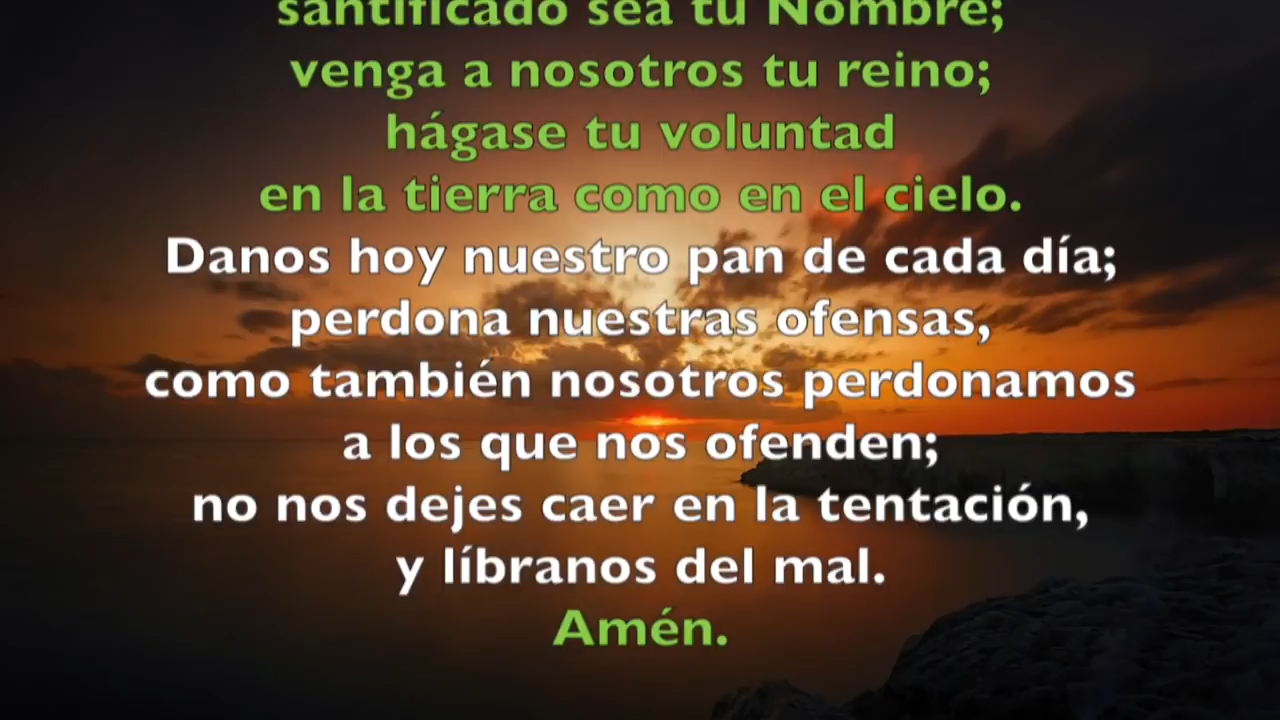 santificado sea tu Nombre;
venga a nosotros tu reino;
hágase tu voluntad
en la tierra como en el cielo.
Danos hoy nuestro pan de cada día;
perdona nuestras ofensas,
como también nosotros perdonamos
a los que nos ofenden;
no nos dejes caer en la tentación,
y líbranos del mal.
Amén.